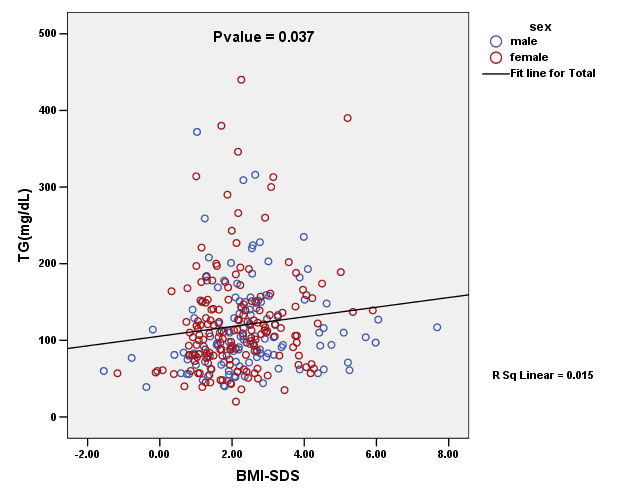 Pvalue = 0.037
sex
male
female
Fit line for Total
500
400
300
200
100
0
TG(mg/dL)
-2.00
0.00
2.00
4.00
6.00
8.00
BMI-SDS
R Sq Linear = 0.015